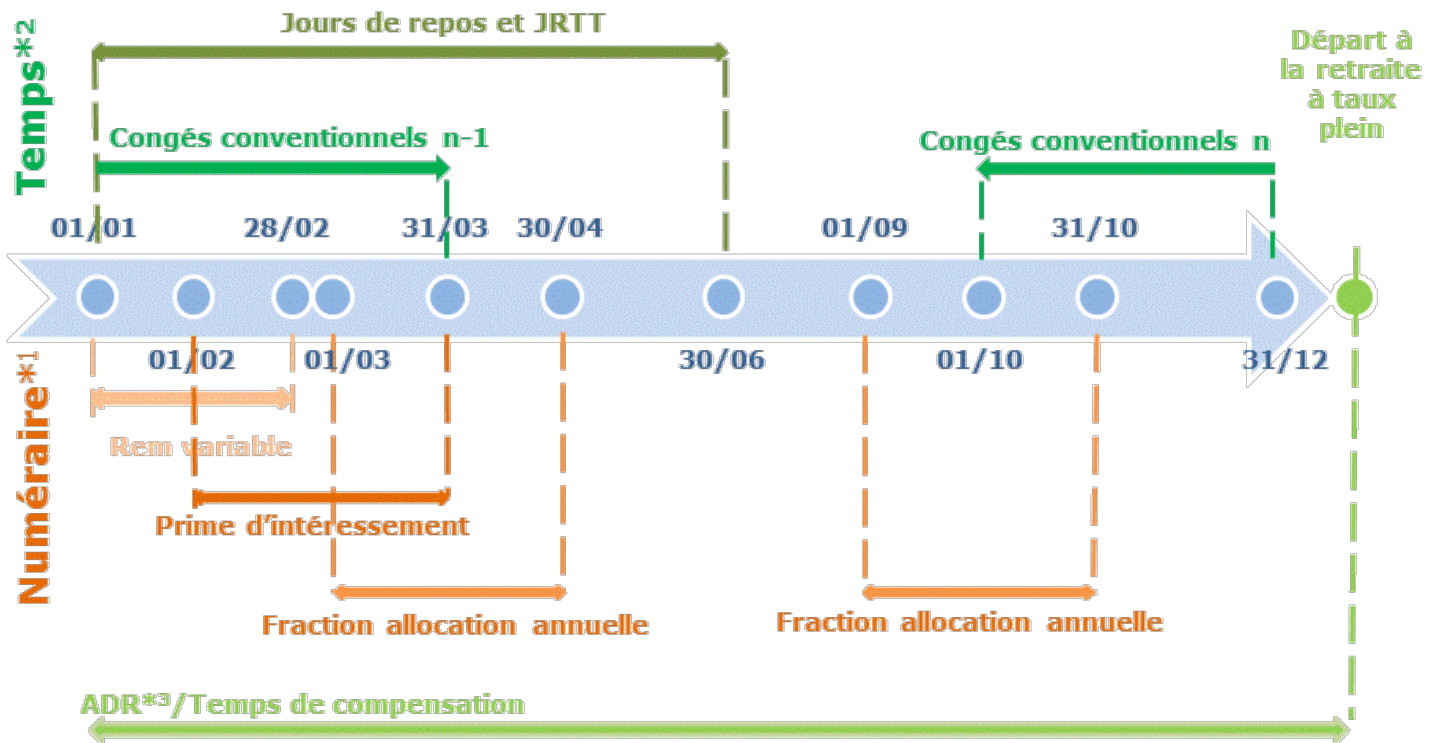 Jours de repos et JRTT
Départ à
la retraite
à taux
plein
Temps*2
Congés conventionnels n-1
Congés conventionnels n
01/01
28/02
31/03
30/04
01/09
31/10
01/02
01/03
30/06
01/10
31/12
Numéraire*1
Rem variable
Prime d'intéressement
Fraction allocation annuelle
Fraction allocation annuelle
ADR*3/Temps de compensation